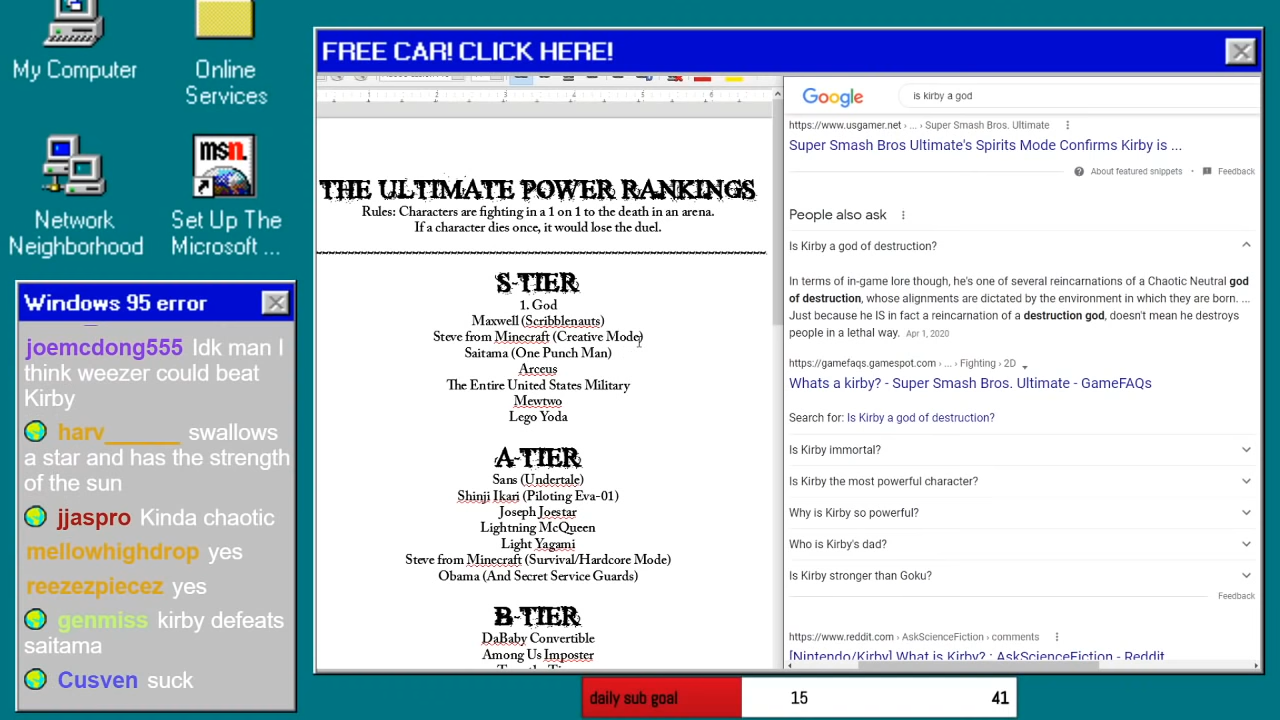 My Computer
Online
Services
Network
Neighborhood
msn.
Set Up The
Microsoft ...
Windows 95 error
joemcdong555 Idk man I
think weezer could beat
Kirby
harv______ swallows
a star and has the strength
of the sun
jjaspro Kinda chaotic
mellowhighdrop yes
reezezpiecez yes
genmiss kirby defeats
saitama
Cusven suck
FREE CAR! CLICK HERE!
THE ULTIMATE POWER RANKINGS
Rules: Characters are fighting in a 1 on 1 to the death in an arena.
If a character dies once, it would lose the duel.
S-TIER
1. God
Maxwell (Scribblenauts)
Steve from Minecraft (Creative Mode)
Saitama (One Punch Man)
Arceus
The Entire United States Military
Mewtwo
Lego Yoda
A-TIER
Sans (Undertale)
Shinji Ikari (Piloting Eva-01)
Joseph Joestar
Lightning McQueen
Light Yagami
Steve from Minecraft (Survival/Hardcore Mode)
Obama (And Secret Service Guards)
B-TIER
DaBaby Convertible
Among Us Imposter
Google
is kirby a god
https://www.usgamer.net › ... › Super Smash Bros. Ultimate
Super Smash Bros Ultimate's Spirits Mode Confirms Kirby is ...
About featured snippets • Feedback
People also ask
Is Kirby a god of destruction?
In terms of in-game lore though, he's one of several reincarnations of a Chaotic Neutral god
of destruction, whose alignments are dictated by the environment in which they are born. ...
Just because he IS in fact a reincarnation of a destruction god, doesn't mean he destroys
people in a lethal way. Apr 1, 2020
https://gamefaqs.gamespot.com › ... › Fighting › 2D
Whats a kirby? - Super Smash Bros. Ultimate - GameFAQs
Search for: Is Kirby a god of destruction?
Is Kirby immortal?
Is Kirby the most powerful character?
Why is Kirby so powerful?
Who is Kirby's dad?
Is Kirby stronger than Goku?
Feedback
https://www.reddit.com › AskScienceFiction › comments
[Nintendo/Kirby] What is Kirby? : AskScienceFiction - Reddit
daily sub goal 15 41